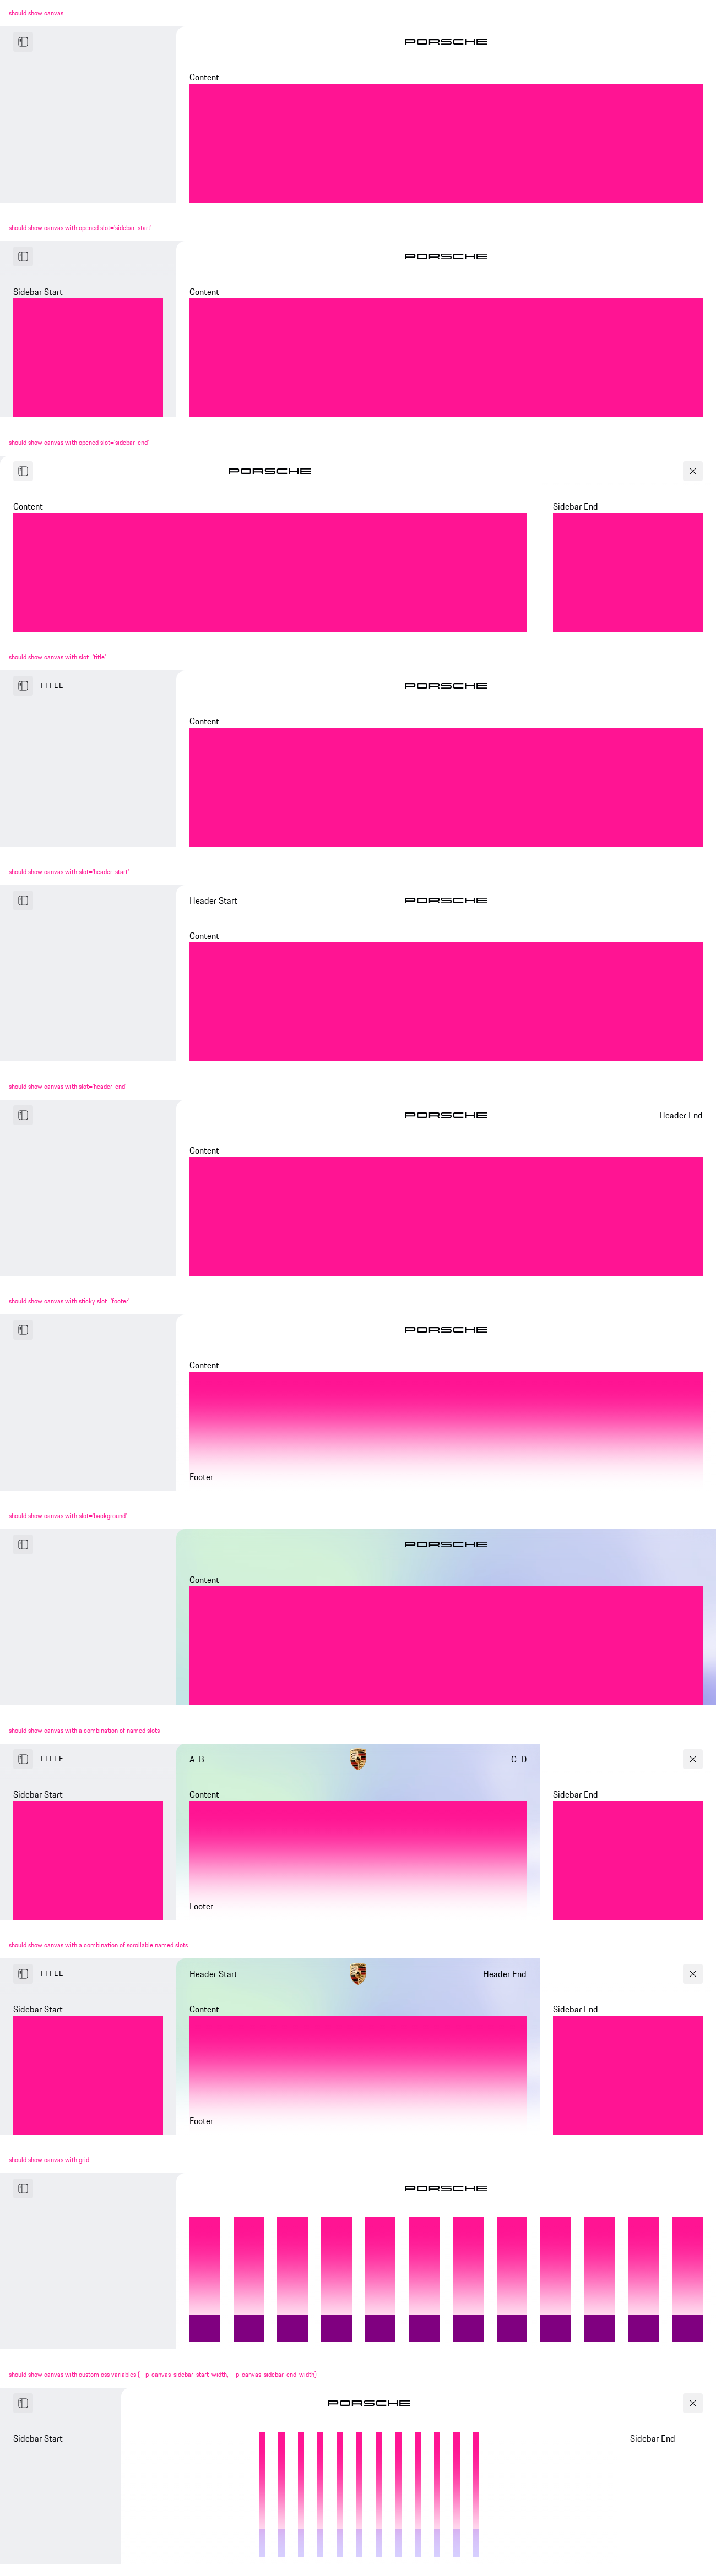 should show canvas
PORSCHE
Content
should show canvas with opened slot='sidebar-start'
PORSCHE
Sidebar Start Content
should show canvas with opened slot='sidebar-end'
PORSCHE
Content Sidebar End
should show canvas with slot='title'
TITLE PORSCHE
Content
should show canvas with slot='header-start'
Header Start PORSCHE
Content
should show canvas with slot='header-end'
PORSCHE Header End
Content
should show canvas with sticky slot='footer'
PORSCHE
Content
Footer
should show canvas with slot='background'
PORSCHE
Content
should show canvas with a combination of named slots
TITLE A B C D
Sidebar Start Content Sidebar End
Footer
should show canvas with a combination of scrollable named slots
TITLE Header Start Header End
Sidebar Start Content Sidebar End
Footer
should show canvas with grid
PORSCHE
should show canvas with custom css variables (--p-canvas-sidebar-start-width, --p-canvas-sidebar-end-width)
PORSCHE
Sidebar Start Sidebar End